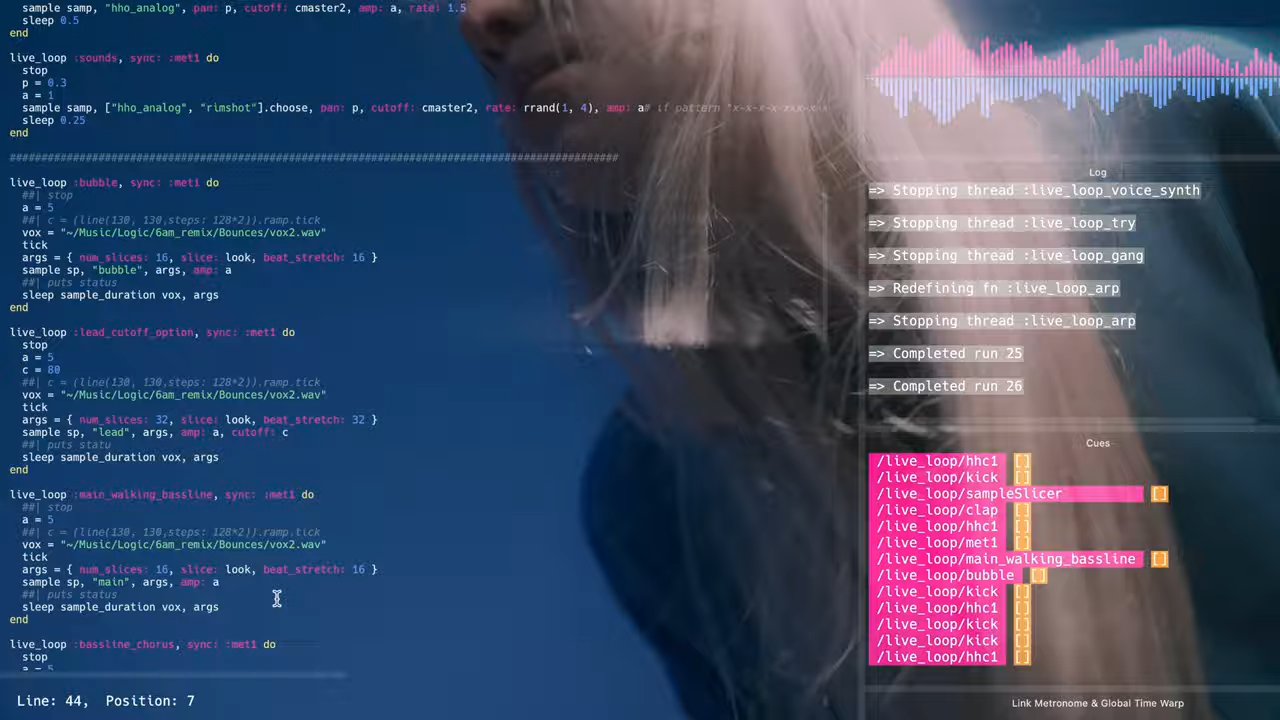 sample samp, "hho_analog", pan: p, cutoff: cmaster2, amp: a, rate: 1.5
sleep 0.5
end
live_loop :sounds, sync: :met1 do
stop
p = 0.3
a = 1
sample samp, ["hho_analog", "rimshot"].choose, pan: p, cutoff: cmaster2, rate: rrand(1, 4), amp: a# if pattern
sleep 0.25
end
#################################################################################################
live_loop :bubble, sync: :met1 do
##| stop
a = 5
##| c = (line(130, 130,steps: 128*2)).ramp.tick
vox = "~/Music/Logic/6am_remix/Bounces/vox2.wav"
tick
args = { num_slices: 16, slice: look, beat_stretch: 16 }
sample sp, "bubble", args, amp: a
##| puts status
sleep sample_duration vox, args
end
live_loop :lead_cutoff_option, sync: :met1 do
stop
a = 5
c = 80
##| c = (line(130, 130,steps: 128*2)).ramp.tick
vox = "~/Music/Logic/6am_remix/Bounces/vox2.wav"
tick
args = { num_slices: 32, slice: look, beat_stretch: 32 }
sample sp, "lead", args, amp: a, cutoff: c
##| puts statu
sleep sample_duration vox, args
end
live_loop :main_walking_bassline, sync: :met1 do
##| stop
a = 5
##| c = (line(130, 130,steps: 128*2)).ramp.tick
vox = "~/Music/Logic/6am_remix/Bounces/vox2.wav"
tick
args = { num_slices: 16, slice: look, beat_stretch: 16 }
sample sp, "main", args, amp: a
##| puts status
sleep sample_duration vox, args
end
live_loop :bassline_chorus, sync: :met1 do
stop
a = 5
Line: 44, Position: 7
Log
=> Stopping thread :live_loop_voice_synth
=> Stopping thread :live_loop_try
=> Stopping thread :live_loop_gang
=> Redefining fn :live_loop_arp
=> Stopping thread :live_loop_arp
=> Completed run 25
=> Completed run 26
Cues
/live_loop/hhc1 []
/live_loop/kick []
/live_loop/sampleSlicer []
/live_loop/clap []
/live_loop/hhc1 []
/live_loop/met1 []
/live_loop/main_walking_bassline []
/live_loop/bubble []
/live_loop/kick []
/live_loop/hhc1 []
/live_loop/kick []
/live_loop/kick []
/live_loop/hhc1 []
Link Metronome & Global Time Warp